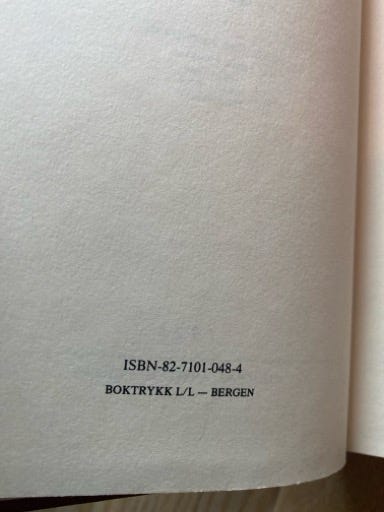 ISBN-82-7101-048-4
BOKTRYKK L/L — BERGEN